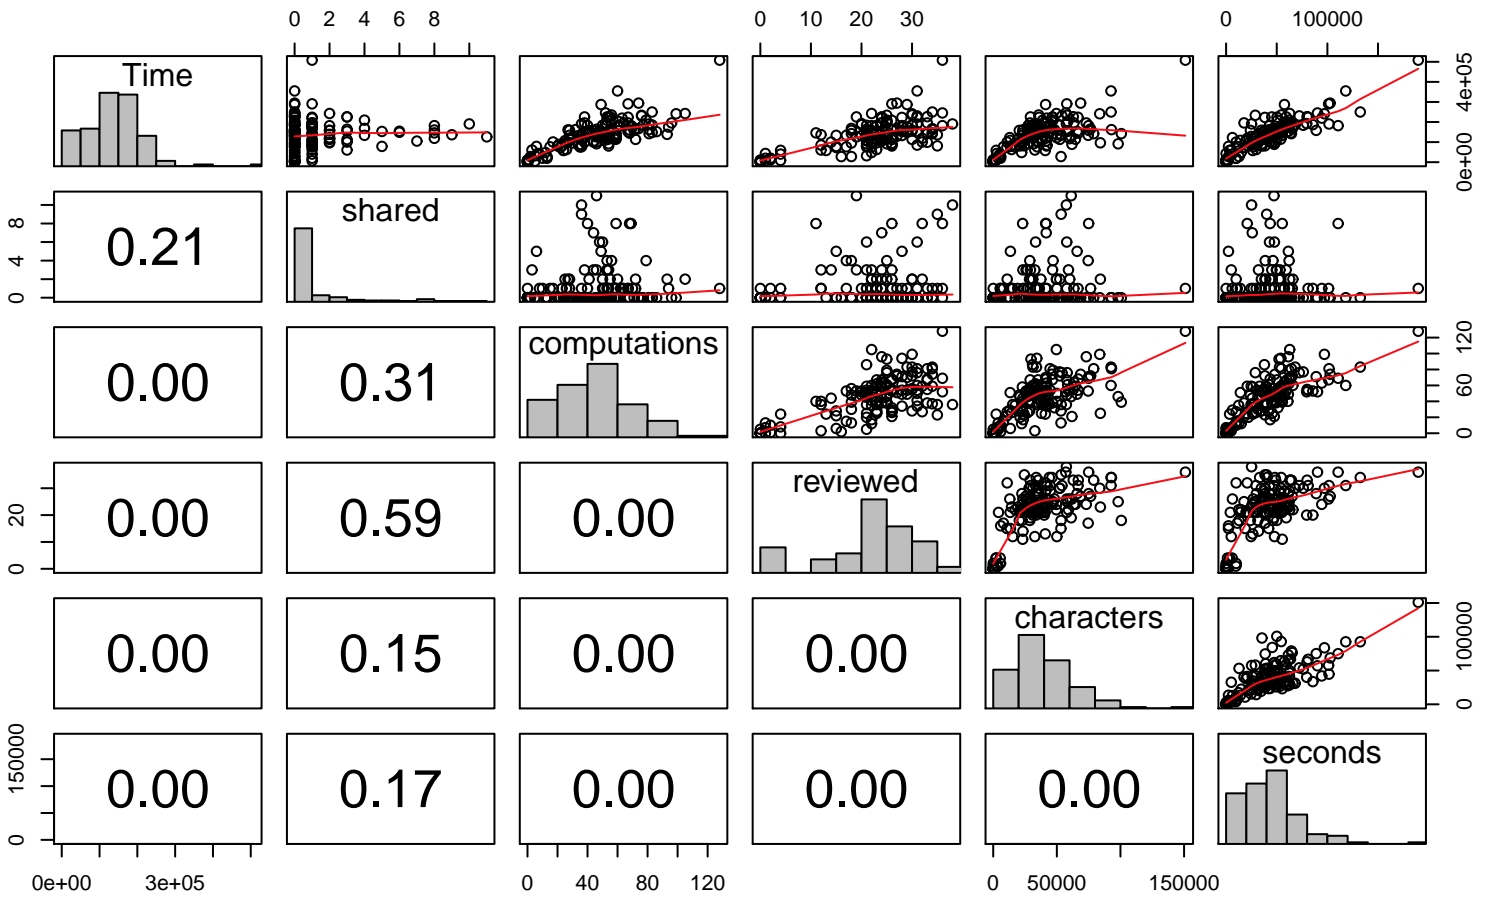 0 2 4 6 8 0 10 20 30 0 100000
Time 0e+00 4e+05
0 4 8 0.21 shared
0.00 0.31 computations 0 60 120
0 20 0.00 0.59 0.00 reviewed
0.00 0.15 0.00 0.00 characters 0 100000
0 150000 0.00 0.17 0.00 0.00 0.00 seconds
0e+00 3e+05 0 40 80 120 0 50000 150000